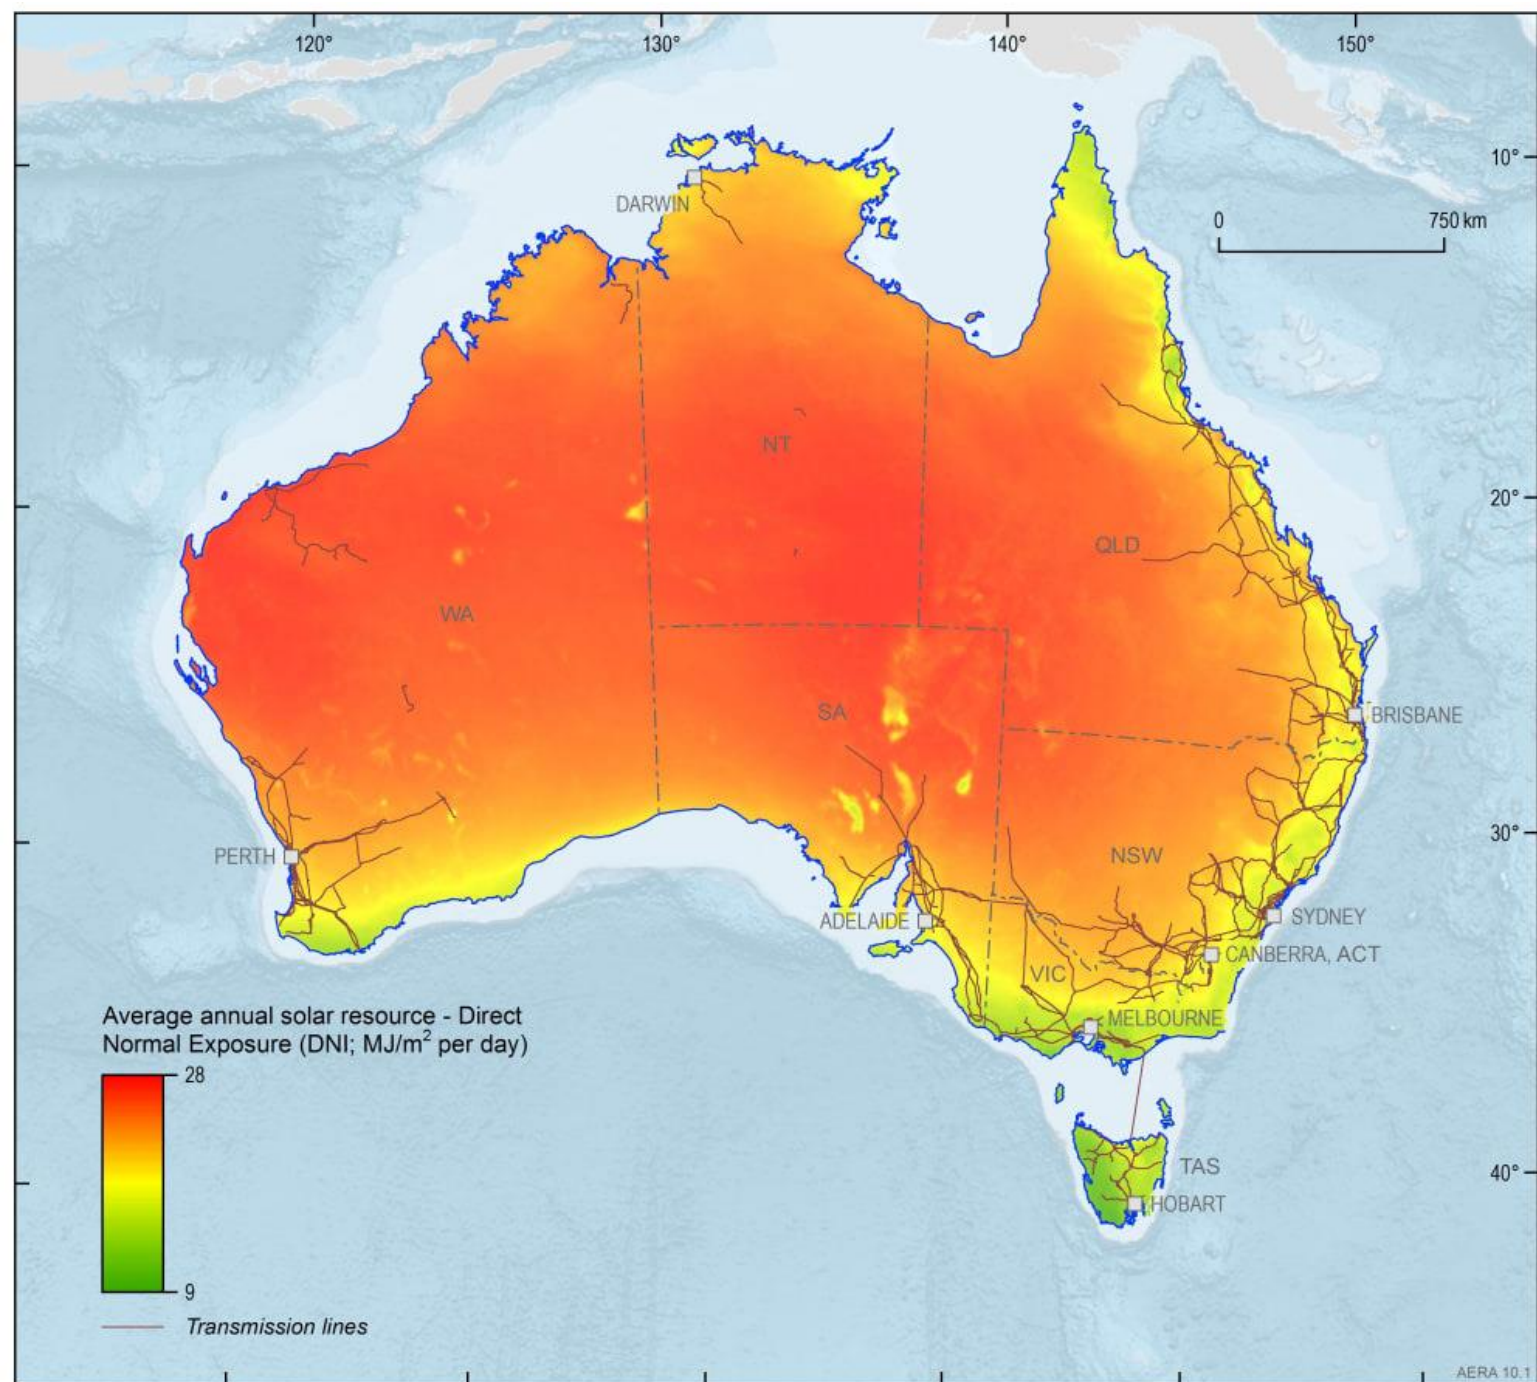 120°
130°
140°
150°
10°
DARWIN
0
750 km
NT
20°
QLD
WA
SA
BRISBANE
30°
PERTH
NSW
ADELAIDE
SYDNEY
CANBERRA, ACT
VIC
MELBOURNE
Average annual solar resource - Direct
Normal Exposure (DNI; MJ/m² per day)
28
TAS
40°
HOBART
9
Transmission lines
AERA 10.1